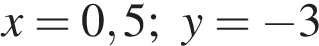 x = 0,5; y = −3